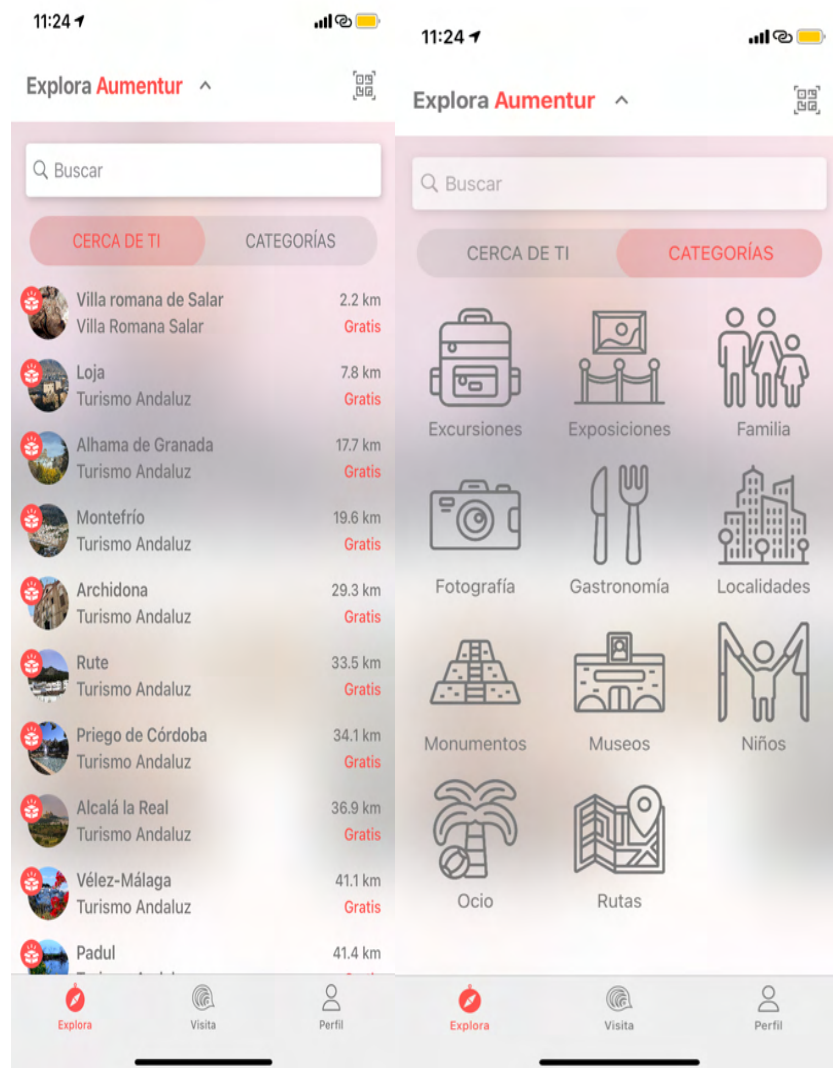 11:24
Explora Aumentur
Buscar
CERCA DE TI CATEGORÍAS
Villa romana de Salar 2.2 km
Villa Romana Salar Gratis
Loja 7.8 km
Turismo Andaluz Gratis
Alhama de Granada 17.7 km
Turismo Andaluz Gratis
Montefrío 19.6 km
Turismo Andaluz Gratis
Archidona 29.3 km
Turismo Andaluz Gratis
Rute 33.5 km
Turismo Andaluz Gratis
Priego de Córdoba 34.1 km
Turismo Andaluz Gratis
Alcalá la Real 36.9 km
Turismo Andaluz Gratis
Vélez-Málaga 41.1 km
Turismo Andaluz Gratis
Padul 41.4 km
Explora Visita Perfil
11:24
Explora Aumentur
Buscar
CERCA DE TI CATEGORÍAS
Excursiones Exposiciones Familia
Fotografía Gastronomía Localidades
Monumentos Museos Niños
Ocio Rutas
Explora Visita Perfil